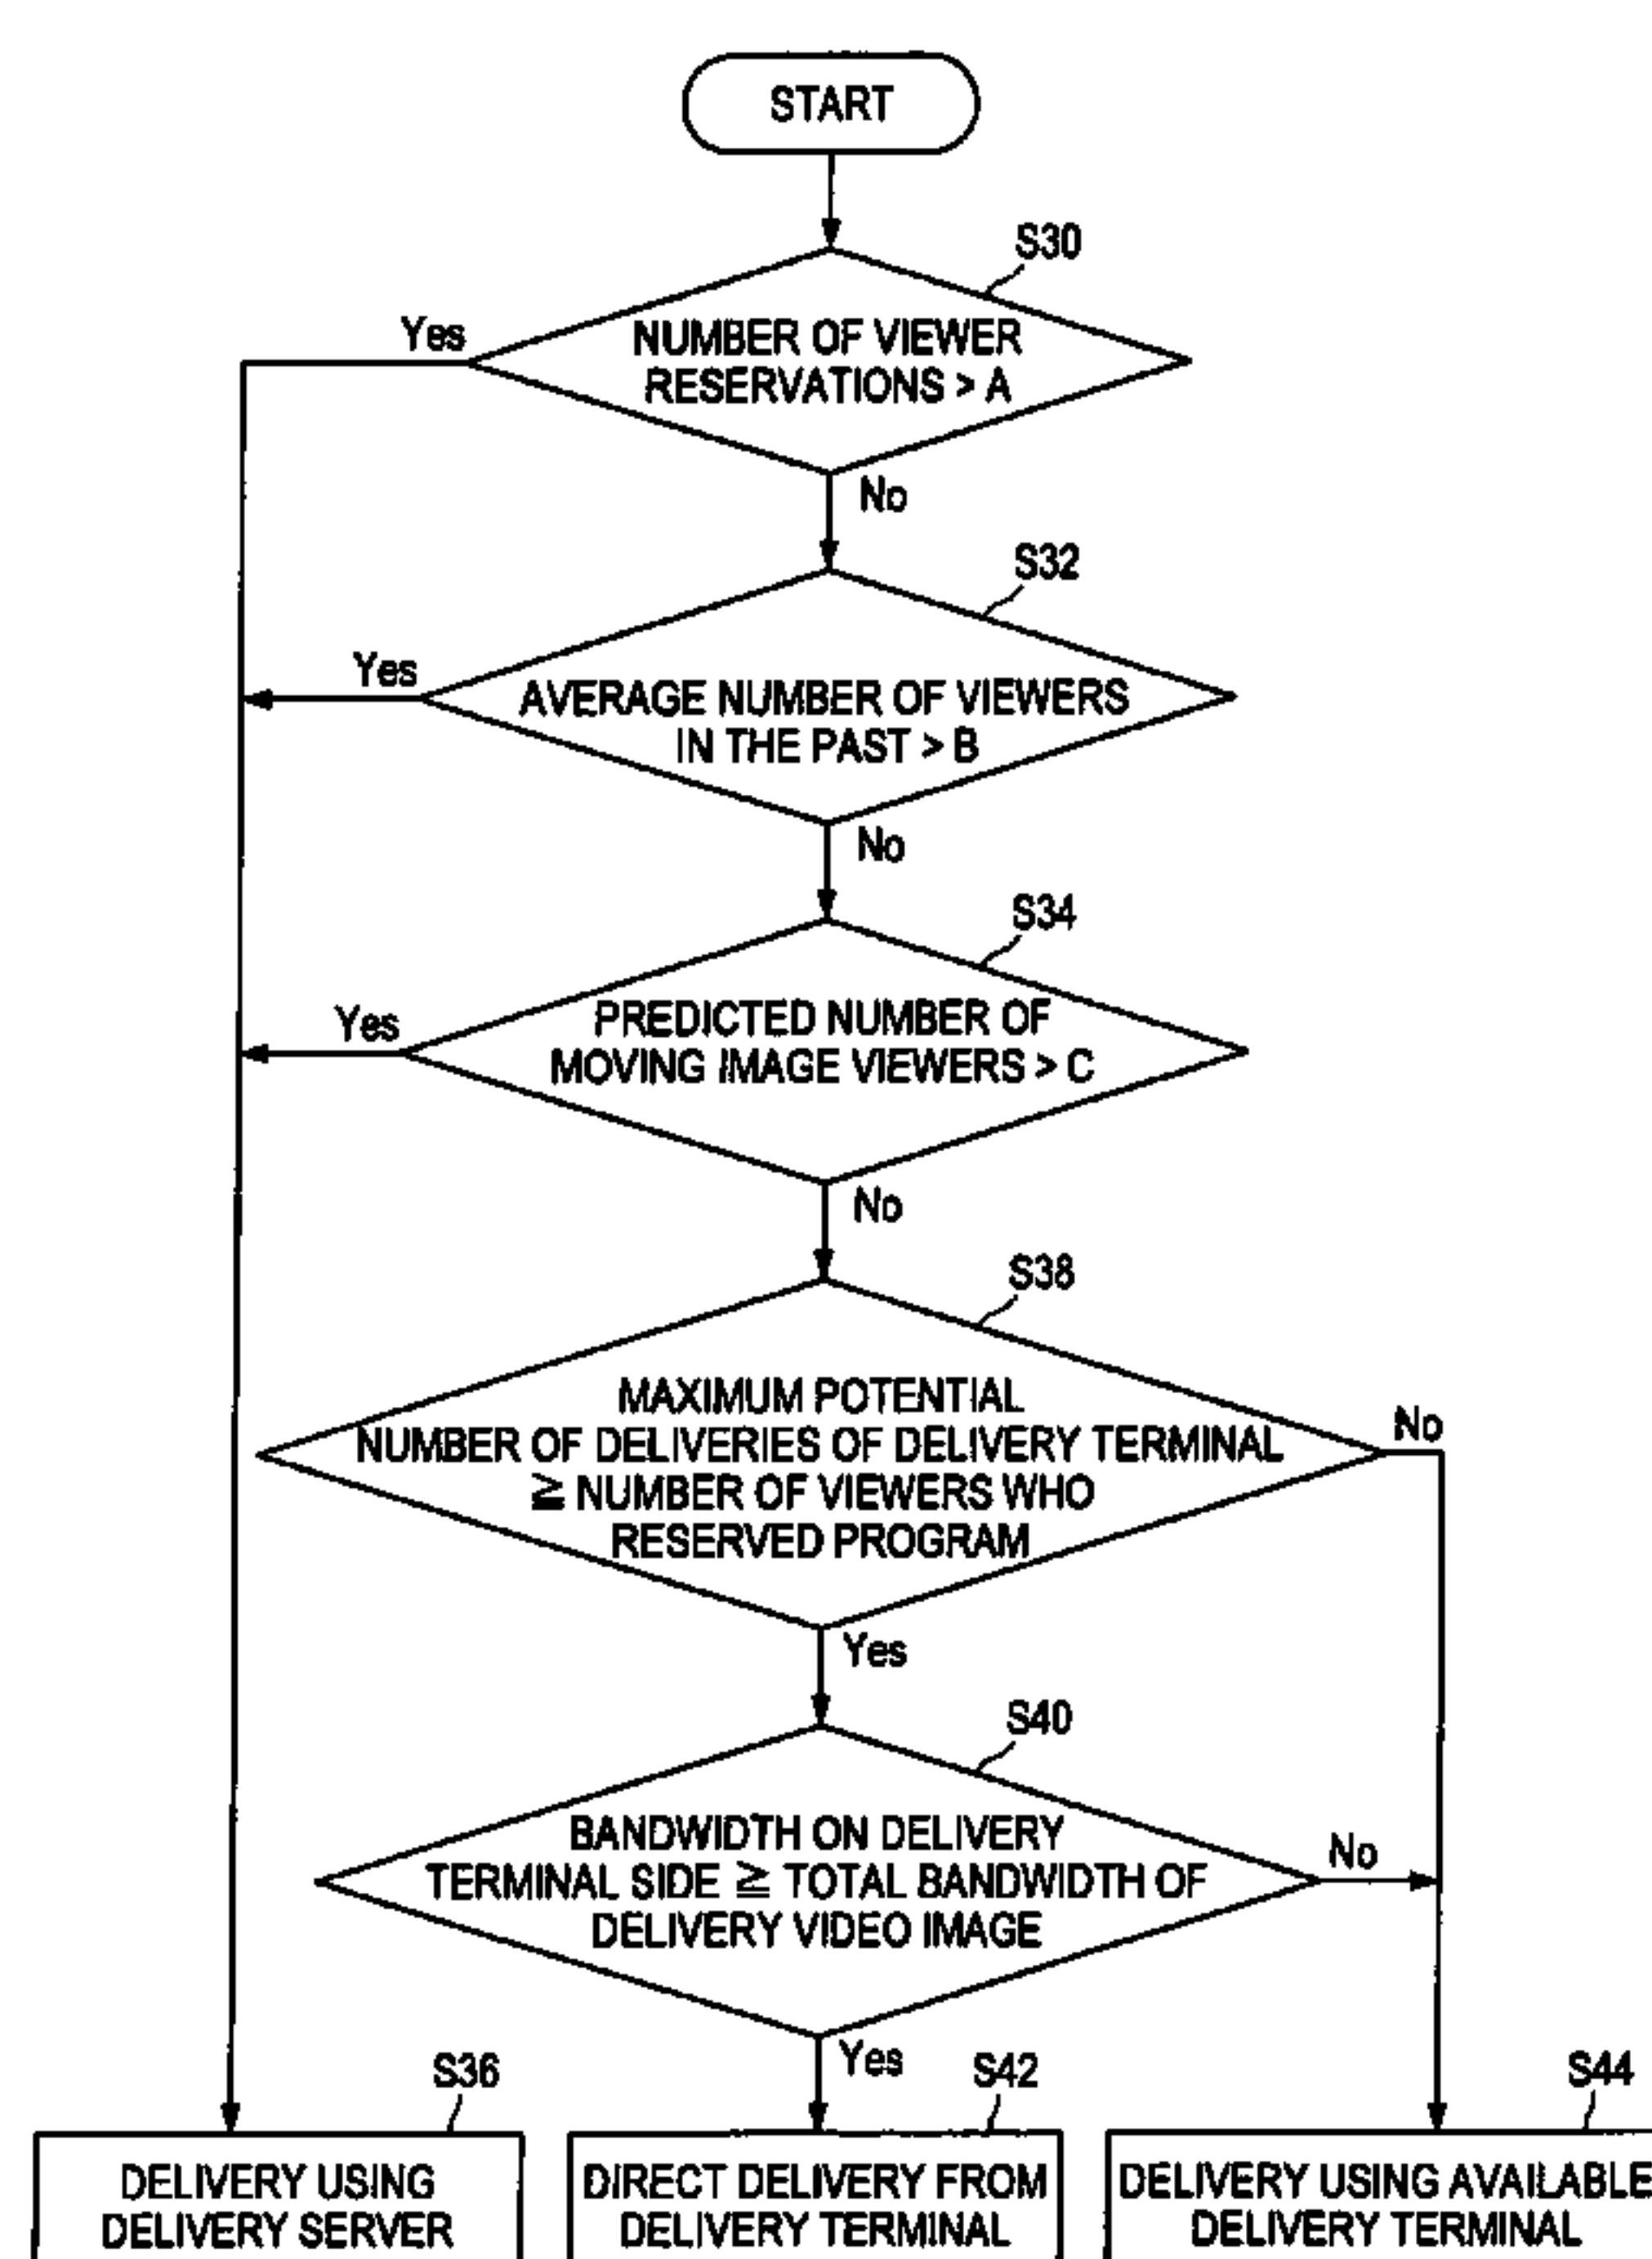 START
S30
Yes
NUMBER OF VIEWER
RESERVATIONS > A
No
S32
Yes
AVERAGE NUMBER OF VIEWERS
IN THE PAST > B
No
S34
Yes
PREDICTED NUMBER OF
MOVING IMAGE VIEWERS > C
No
S38
MAXIMUM POTENTIAL
NUMBER OF DELIVERIES OF DELIVERY TERMINAL
≧ NUMBER OF VIEWERS WHO
RESERVED PROGRAM
No
Yes
S40
BANDWIDTH ON DELIVERY
TERMINAL SIDE ≧ TOTAL BANDWIDTH OF
DELIVERY VIDEO IMAGE
No
Yes
S36
DELIVERY USING
DELIVERY SERVER
S42
DIRECT DELIVERY FROM
DELIVERY TERMINAL
S44
DELIVERY USING AVAILABLE
DELIVERY TERMINAL